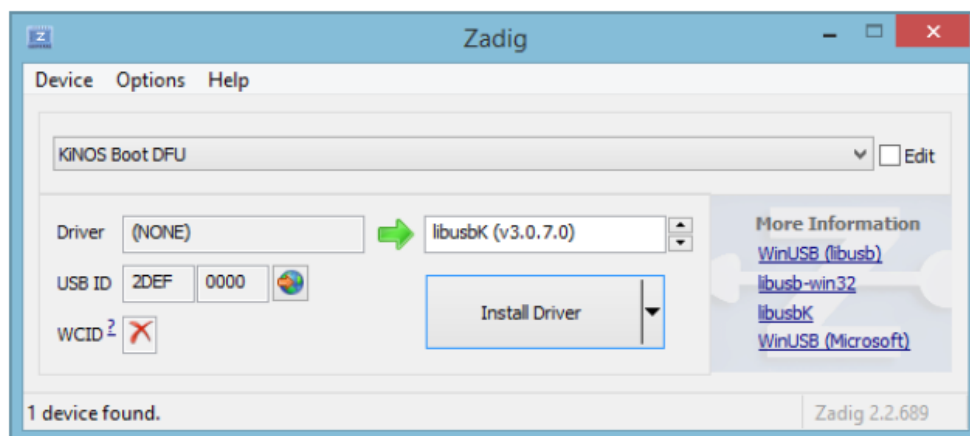 Zadig
Device Options Help
KiNOS Boot DFU
Edit
Driver (NONE) libusbK (v3.0.7.0)
USB ID 2DEF 0000
WCID ?
Install Driver
More Information
WinUSB (libusb)
libusb-win32
libusbK
WinUSB (Microsoft)
1 device found.
Zadig 2.2.689